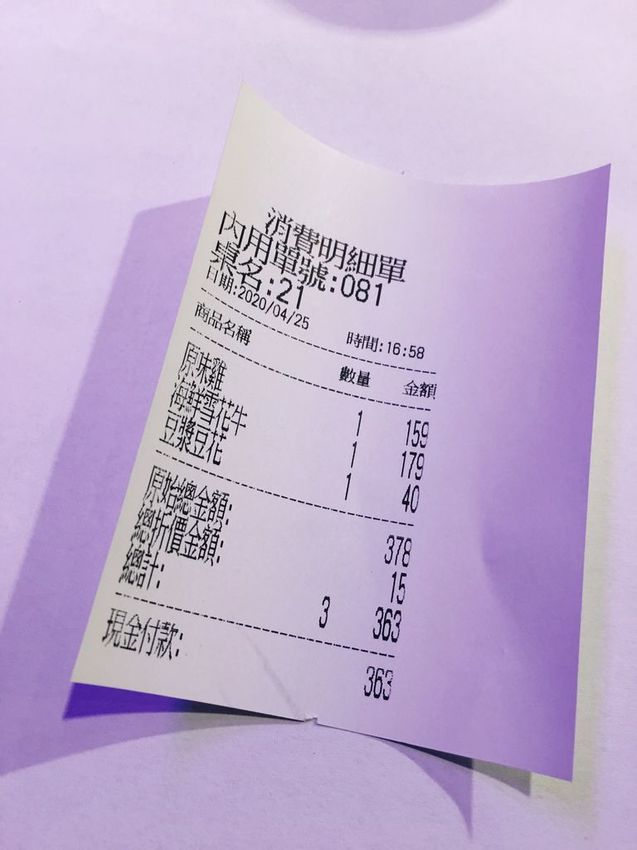 消費明細單
內用單號:081
桌名:21
日期:2020/04/25 時間:16:58
商品名稱 數量 金額
原味雞 1 159
海鮮雪花牛 1 179
豆漿豆花 1 40
原始總金額: 378
總折價金額: 15
總計: 3 363
現金付款: 363